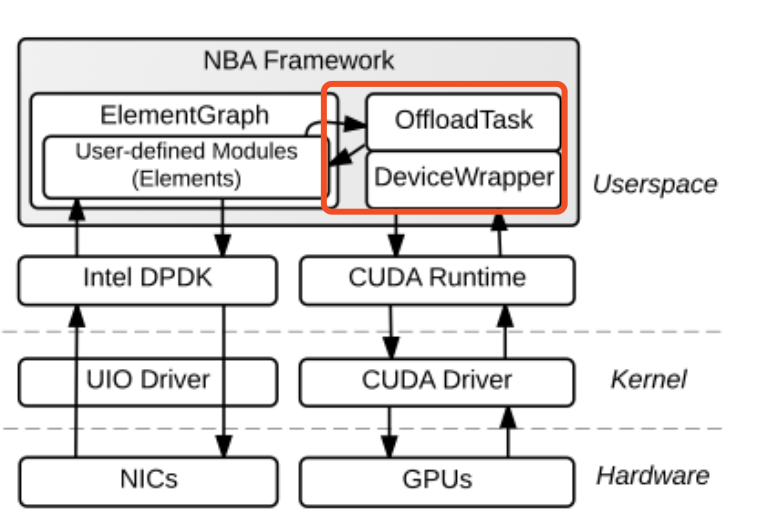 NBA Framework
ElementGraph
User-defined Modules
(Elements)
OffloadTask
DeviceWrapper
Userspace
Intel DPDK
CUDA Runtime
UIO Driver
CUDA Driver
Kernel
NICs
GPUs
Hardware